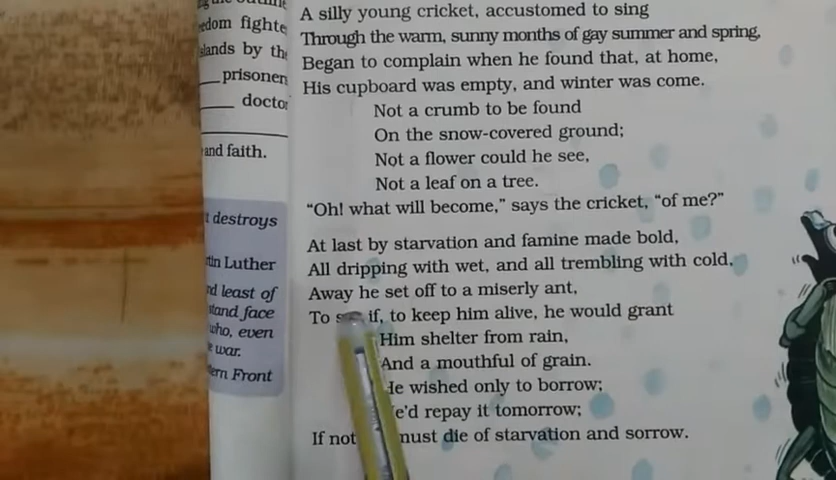 edom fighte
slands by the
prisoner
docto
and faith.
t destroys
tin Luther
nd least of
stand face
who, even
e war.
tern Front
A silly young cricket, accustomed to sing
Through the warm, sunny months of gay summer and spring,
Began to complain when he found that, at home,
His cupboard was empty, and winter was come.
Not a crumb to be found
On the snow-covered ground;
Not a flower could he see,
Not a leaf on a tree.
“Oh! what will become,” says the cricket, “of me?”
At last by starvation and famine made bold,
All dripping with wet, and all trembling with cold,
Away he set off to a miserly ant,
To if, to keep him alive, he would grant
Him shelter from rain,
And a mouthful of grain.
He wished only to borrow;
e’d repay it tomorrow;
If not must die of starvation and sorrow.